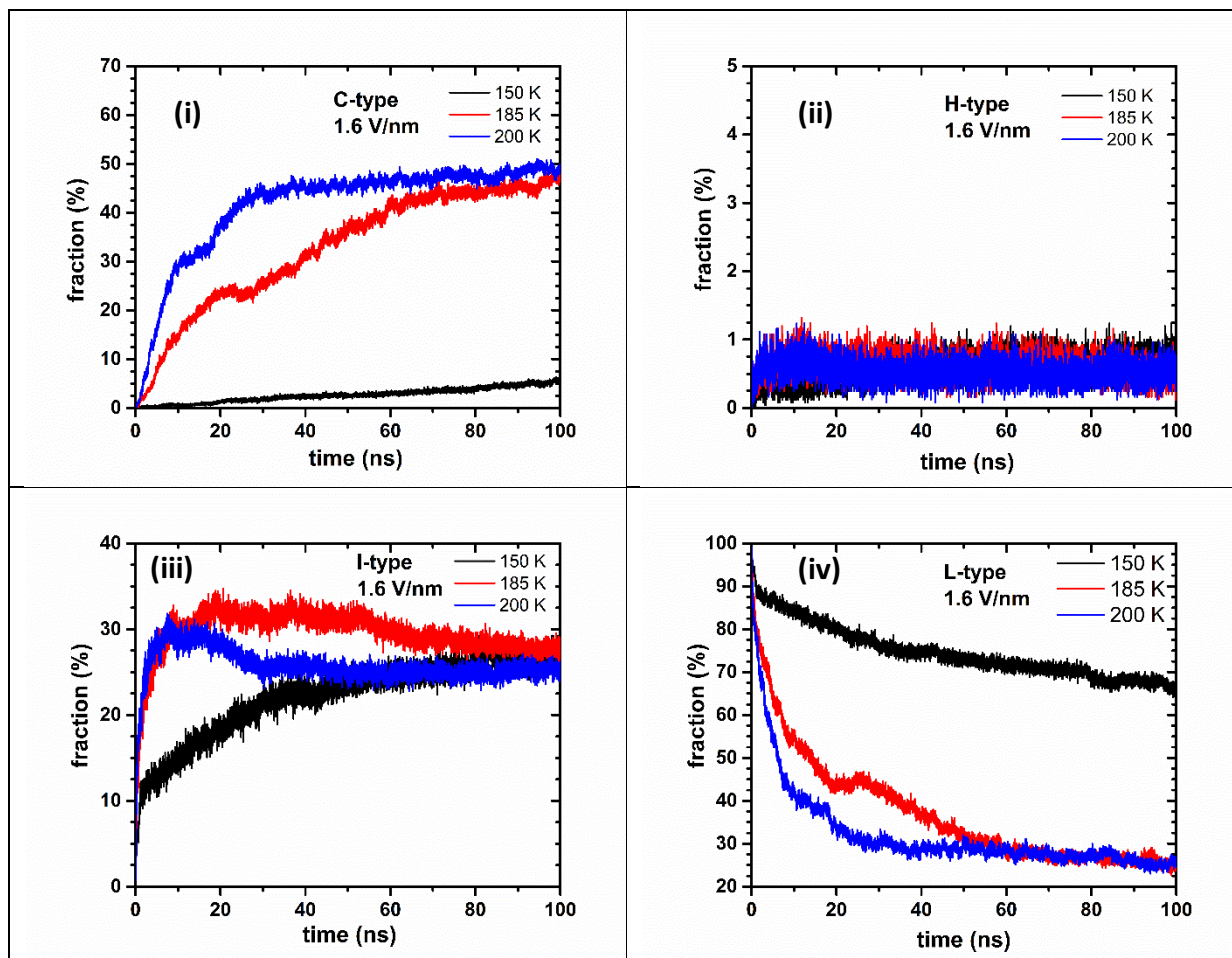 (i)
C-type
1.6 V/nm
150 K
185 K
200 K
fraction (%)
70
60
50
40
30
20
10
0
0 20 40 60 80 100
time (ns)
(ii)
H-type
1.6 V/nm
150 K
185 K
200 K
fraction (%)
5
4
3
2
1
0
0 20 40 60 80 100
time (ns)
(iii)
I-type
1.6 V/nm
150 K
185 K
200 K
fraction (%)
40
30
20
10
0
0 20 40 60 80 100
time (ns)
(iv)
L-type
1.6 V/nm
150 K
185 K
200 K
fraction (%)
100
90
80
70
60
50
40
30
20
0 20 40 60 80 100
time (ns)